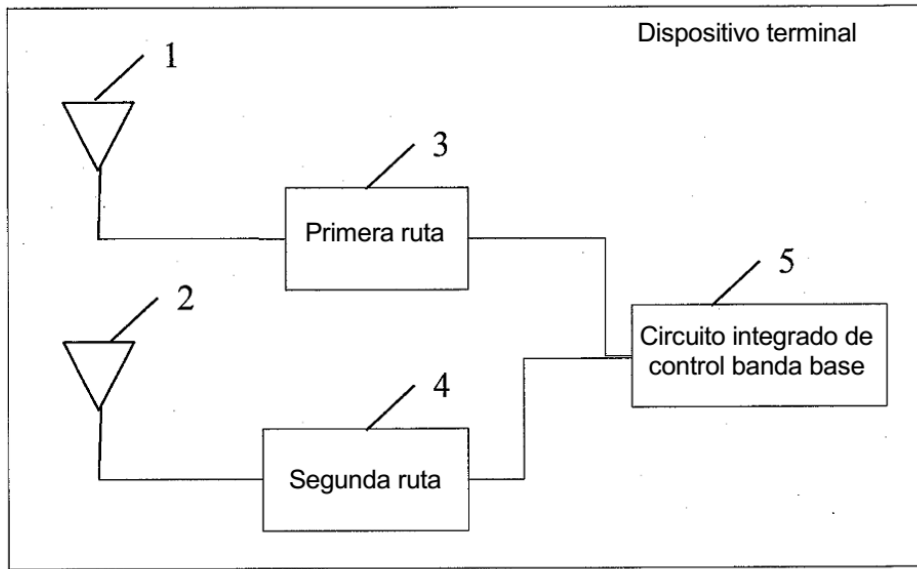 Dispositivo terminal
1
3
Primera ruta
5
2
Circuito integrado de
control banda base
4
Segunda ruta